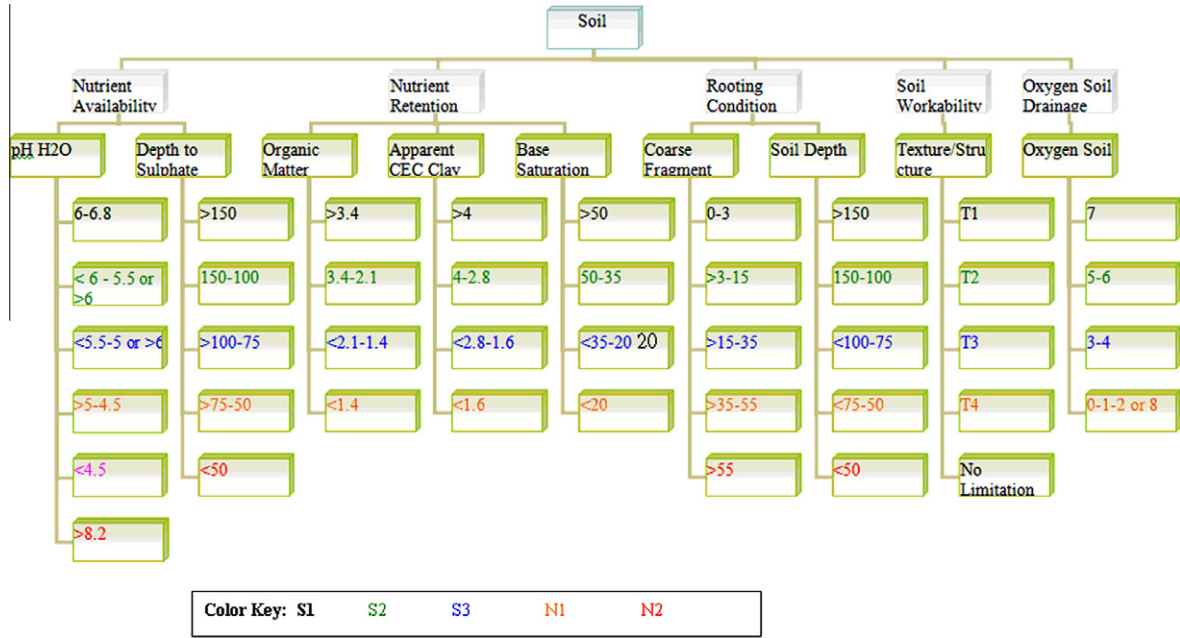 Soil
Nutrient
Availability
Nutrient
Retention
Rooting
Condition
Soil
Workability
Oxygen Soil
Drainage
pH H2O
Depth to
Sulphate
Organic
Matter
Apparent
CEC Clay
Base
Saturation
Coarse
Fragment
Soil Depth
Texture/Stru
cture
Oxygen Soil
6-6.8
>150
>3.4
>4
>50
0-3
>150
T1
7
< 6 - 5.5 or
>6
150-100
3.4-2.1
4-2.8
50-35
>3-15
150-100
T2
5-6
<5.5-5 or >6
>100-75
<2.1-1.4
<2.8-1.6
<35-20 20
>15-35
<100-75
T3
3-4
>5-4.5
>75-50
<1.4
<1.6
<20
>35-55
<75-50
T4
0-1-2 or 8
<4.5
<50
>55
<50
No
Limitation
>8.2
Color Key: S1 S2 S3 N1 N2